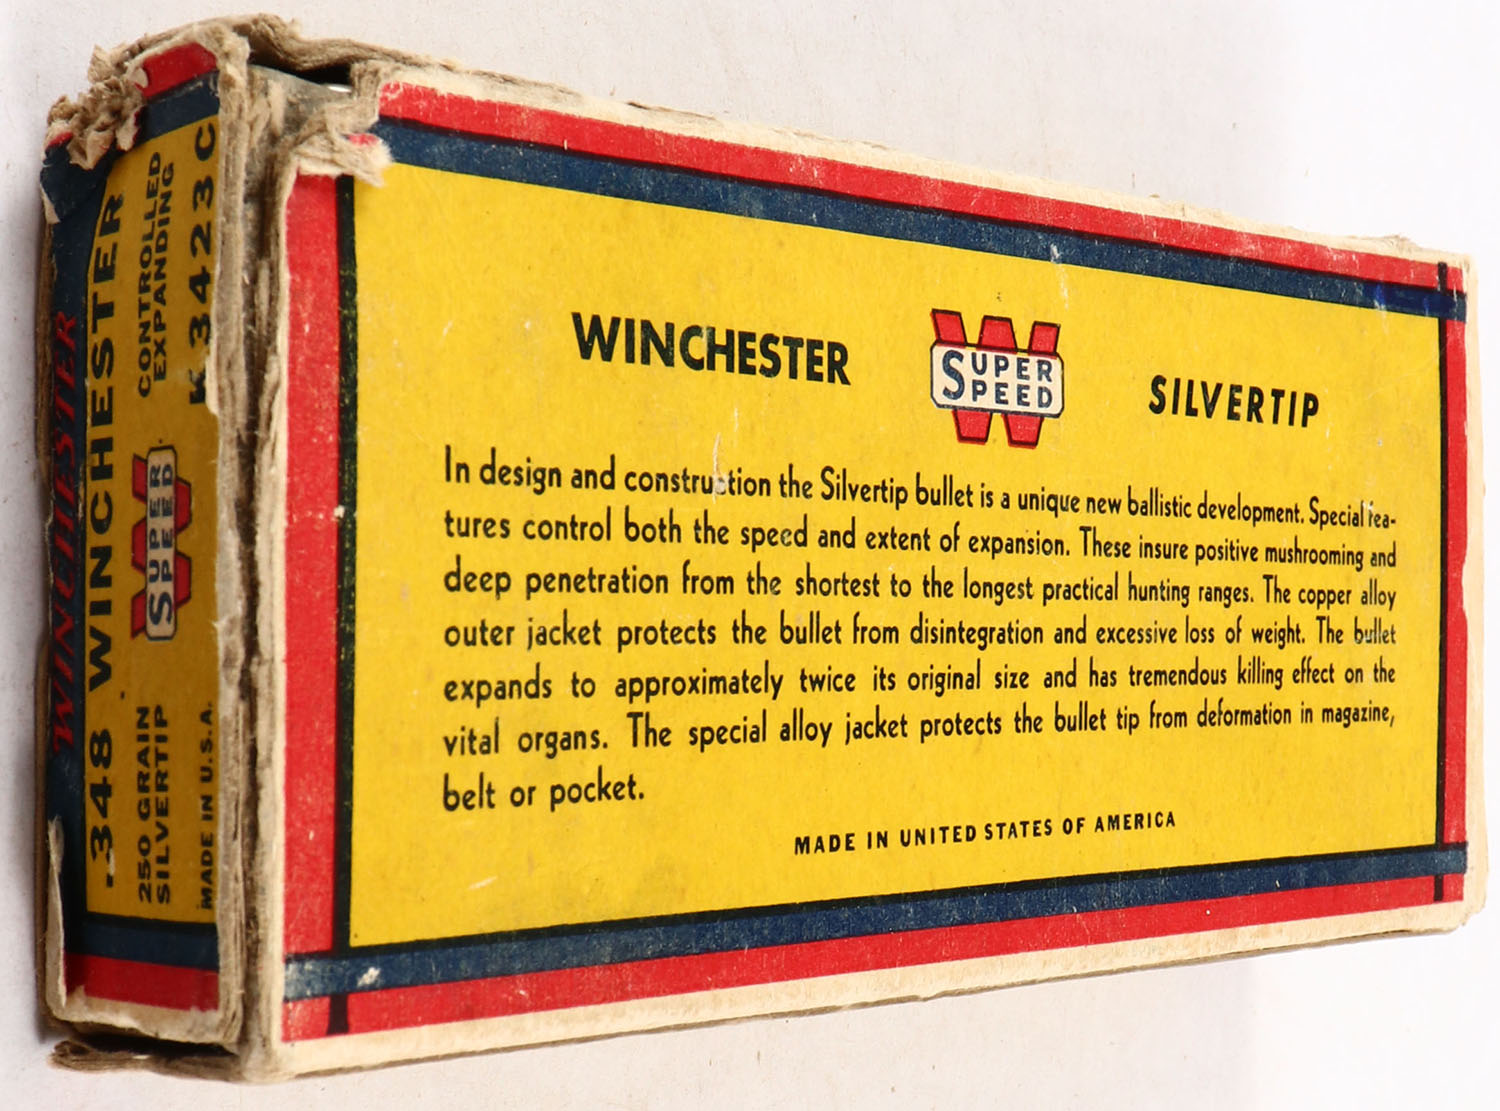 WINCHESTER
.348 WINCHESTER
250 GRAIN
SILVERTIP
SUPER
SPEED
CONTROLLED
EXPANDING
MADE IN U.S.A.
K 3423 C
WINCHESTER
SUPER
SPEED
SILVERTIP
In design and construction the Silvertip bullet is a unique new ballistic development. Special fea-
tures control both the speed and extent of expansion. These insure positive mushrooming and
deep penetration from the shortest to the longest practical hunting ranges. The copper alloy
outer jacket protects the bullet from disintegration and excessive loss of weight. The bullet
expands to approximately twice its original size and has tremendous killing effect on the
vital organs. The special alloy jacket protects the bullet tip from deformation in magazine,
belt or pocket.
MADE IN UNITED STATES OF AMERICA